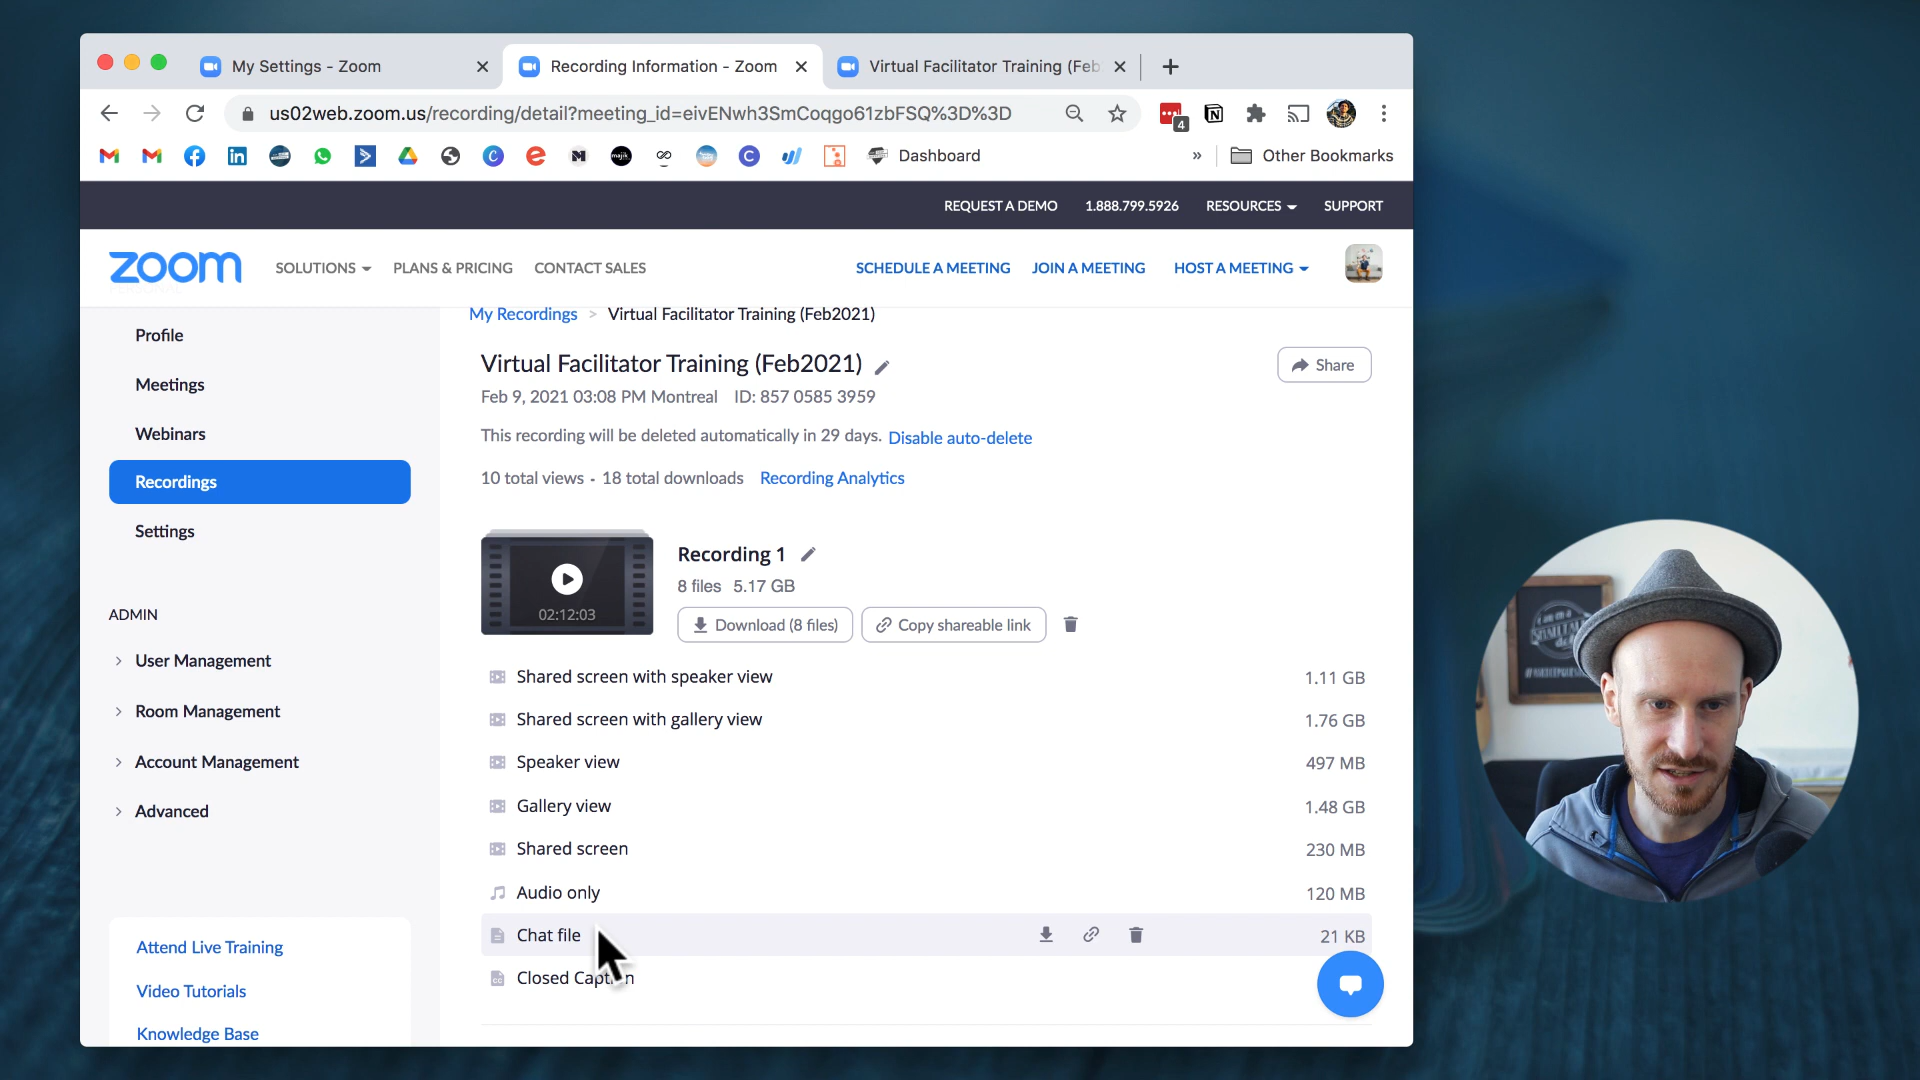 My Settings - Zoom
Recording Information - Zoom
Virtual Facilitator Training (Feb
us02web.zoom.us/recording/detail?meeting_id=eivENwh3SmCoqgo61zbFSQ%3D%3D
4
majik
Dashboard
»
Other Bookmarks
REQUEST A DEMO
1.888.799.5926
RESOURCES
SUPPORT
zoom
SOLUTIONS
PLANS & PRICING
CONTACT SALES
SCHEDULE A MEETING
JOIN A MEETING
HOST A MEETING
Profile
Meetings
Webinars
Recordings
Settings
ADMIN
User Management
Room Management
Account Management
Advanced
Attend Live Training
Video Tutorials
Knowledge Base
My Recordings > Virtual Facilitator Training (Feb2021)
Virtual Facilitator Training (Feb2021)
Share
Feb 9, 2021 03:08 PM Montreal ID: 857 0585 3959
This recording will be deleted automatically in 29 days. Disable auto-delete
10 total views · 18 total downloads Recording Analytics
02:12:03
Recording 1
8 files 5.17 GB
Download (8 files)
Copy shareable link
Shared screen with speaker view 1.11 GB
Shared screen with gallery view 1.76 GB
Speaker view 497 MB
Gallery view 1.48 GB
Shared screen 230 MB
Audio only 120 MB
Chat file 21 KB
Closed Capt n